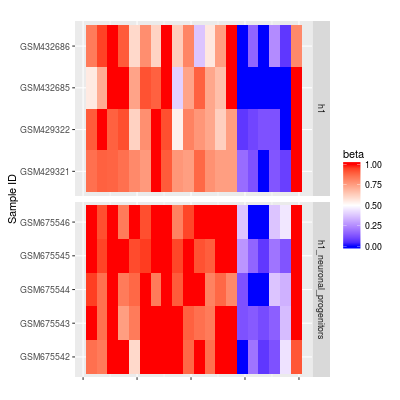 GSM432686
GSM432685
GSM429322
GSM429321
h1
GSM675546
GSM675545
GSM675544
GSM675543
GSM675542
h1_neuronal_progenitors
Sample ID
beta
1.00
0.75
0.50
0.25
0.00